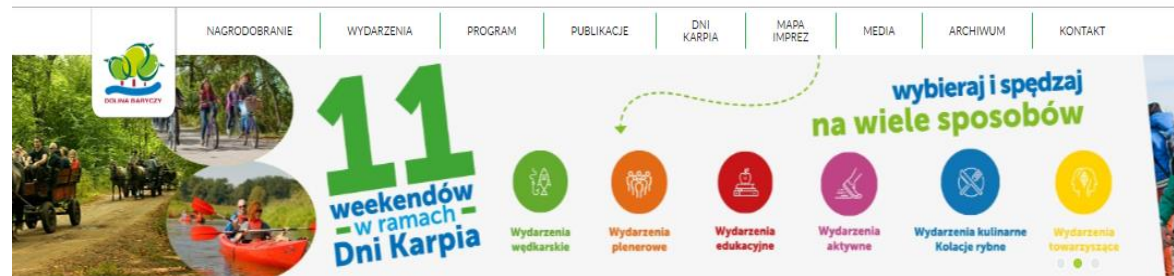 NAGRODOBRANIE
WYDARZENIA
PROGRAM
PUBLIKACJE
DNI
KARPIA
MAPA
IMPREZ
MEDIA
ARCHIWUM
KONTAKT
DOLINA BARYCZY
11
weekendów
w ramach
Dni Karpia
wybieraj i spędzaj
na wiele sposobów
Wydarzenia
wędkarskie
Wydarzenia
plenerowe
Wydarzenia
edukacyjne
Wydarzenia
aktywne
Wydarzenia kulinarne
Kolacje rybne
Wydarzenia
towarzyszące